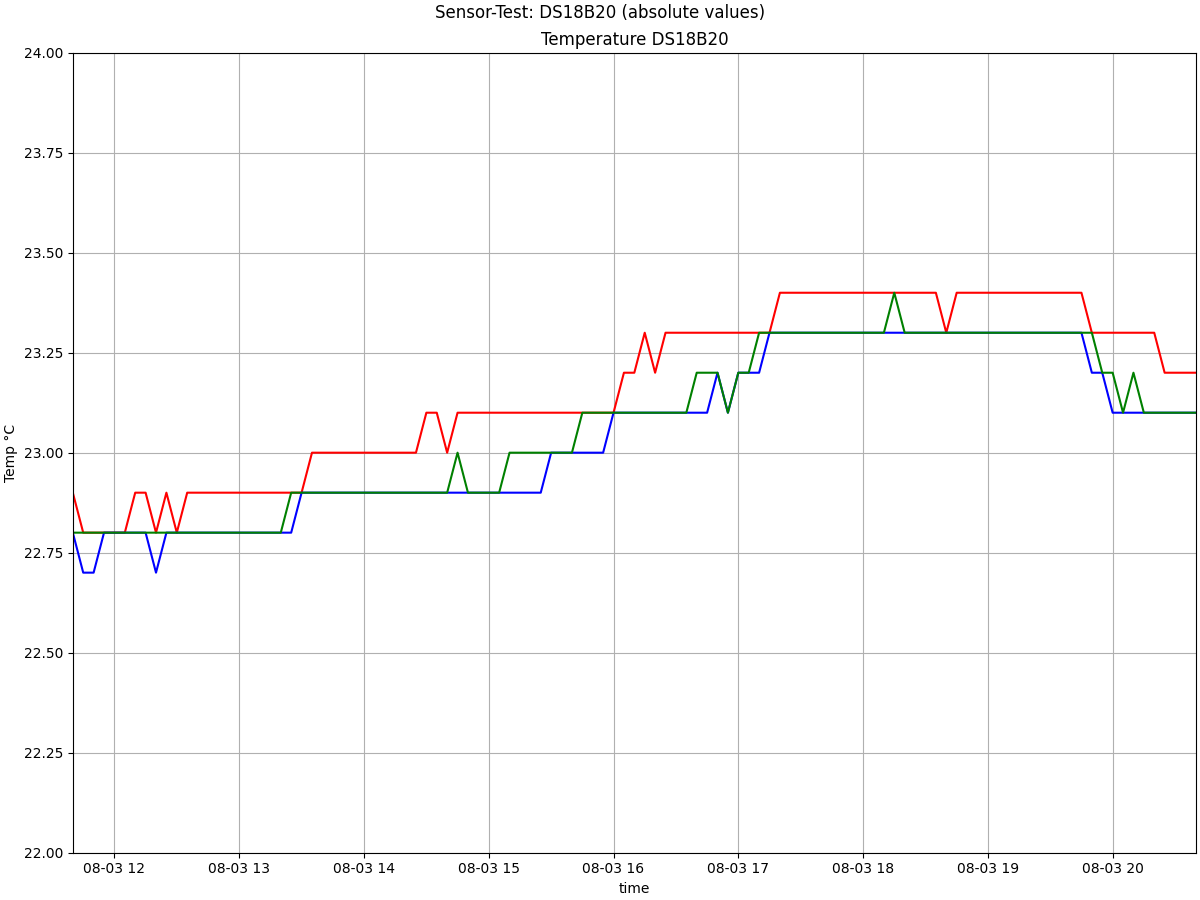 Sensor-Test: DS18B20 (absolute values)
Temperature DS18B20
24.00
23.75
23.50
23.25
23.00
22.75
22.50
22.25
22.00
Temp °C
08-03 12 08-03 13 08-03 14 08-03 15 08-03 16 08-03 17 08-03 18 08-03 19 08-03 20
time